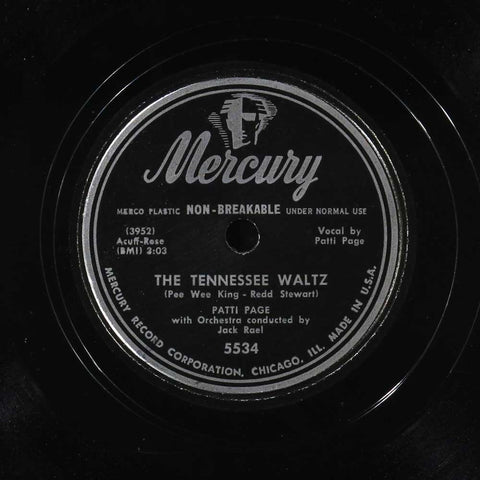 Mercury
MERCO PLASTIC NON-BREAKABLE UNDER NORMAL USE
(3952)
Acuff-Rose
(BMI) 3:03
Vocal by
Patti Page
THE TENNESSEE WALTZ
(Pee Wee King - Redd Stewart)
PATTI PAGE
with Orchestra conducted by
Jack Rael
5534
MERCURY RECORD CORPORATION, CHICAGO, ILL. MADE IN U.S.A.